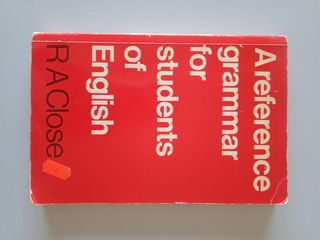 A reference
grammar
for
students
of
English
R A Close